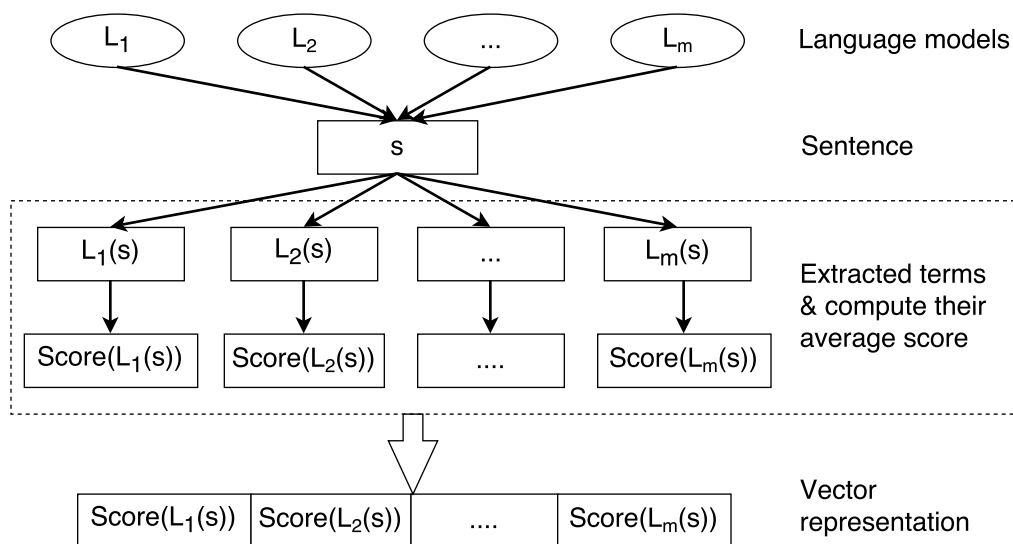 L1 L2 ... Lm Language models
s Sentence
L1(s) L2(s) ... Lm(s)
Extracted terms
& compute their
average score
Score(L1(s)) Score(L2(s)) .... Score(Lm(s))
Vector
representation
Score(L1(s)) Score(L2(s)) .... Score(Lm(s))